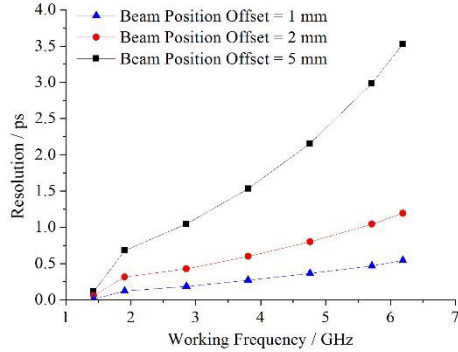 Beam Position Offset = 1 mm
Beam Position Offset = 2 mm
Beam Position Offset = 5 mm
4.0
3.5
3.0
2.5
2.0
1.5
1.0
0.5
0.0
Resolution / ps
1 2 3 4 5 6 7
Working Frequency / GHz